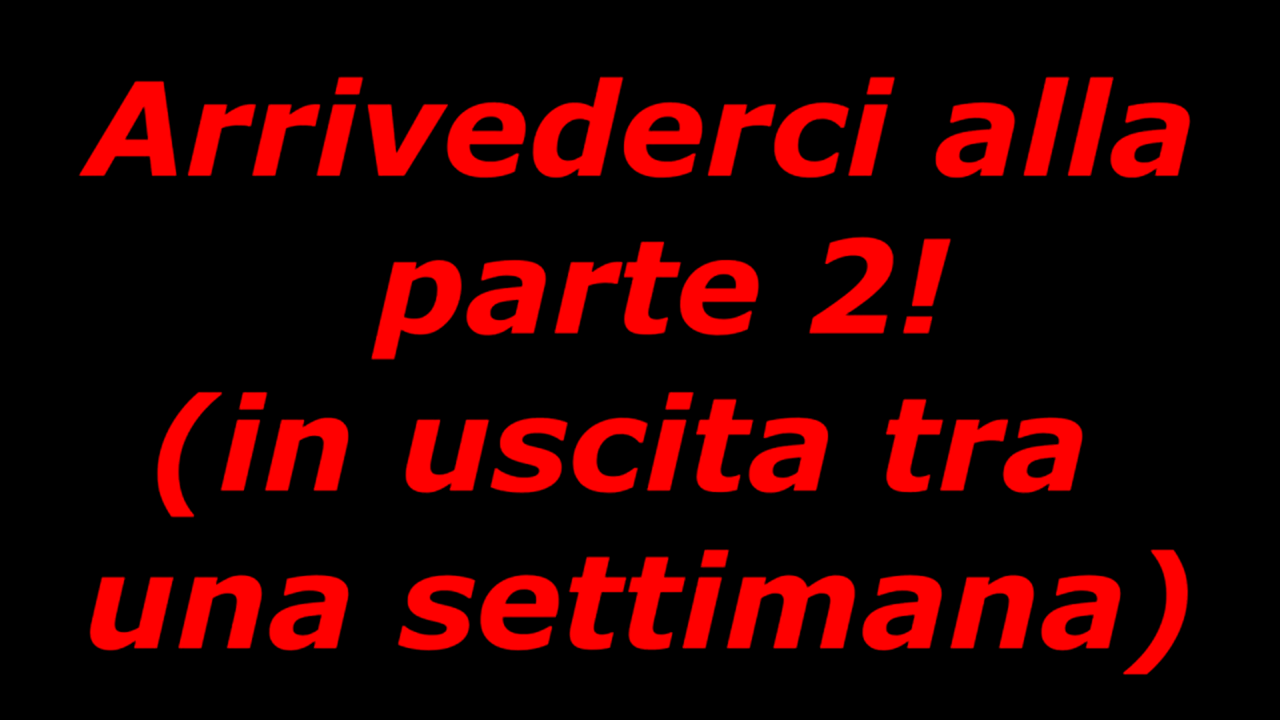 Arrivederci alla
parte 2!
(in uscita tra
una settimana)